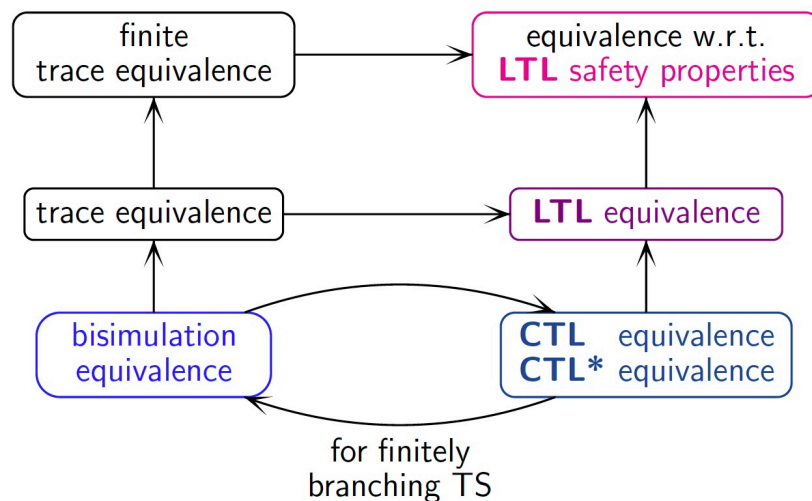 finite
trace equivalence
equivalence w.r.t.
LTL safety properties
trace equivalence
LTL equivalence
bisimulation
equivalence
CTL equivalence
CTL* equivalence
for finitely
branching TS